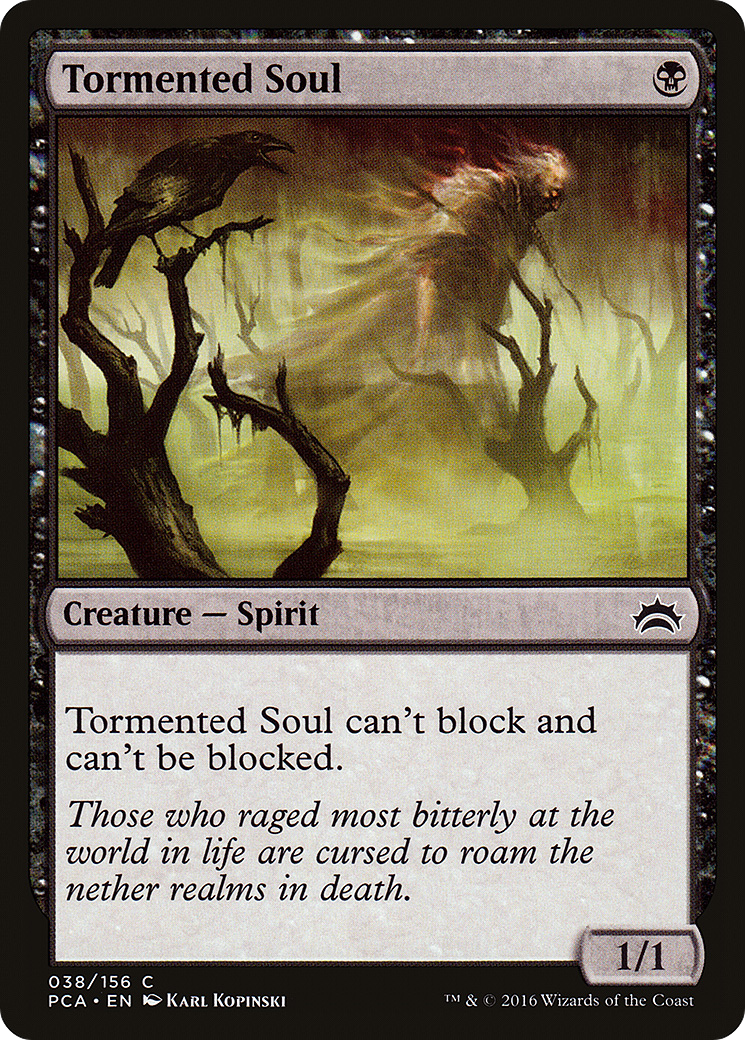 Tormented Soul
Creature — Spirit
Tormented Soul can't block and
can't be blocked.
Those who raged most bitterly at the
world in life are cursed to roam the
nether realms in death.
1/1
038/156 C
PCA • EN Karl Kopinski
™ & © 2016 Wizards of the Coast